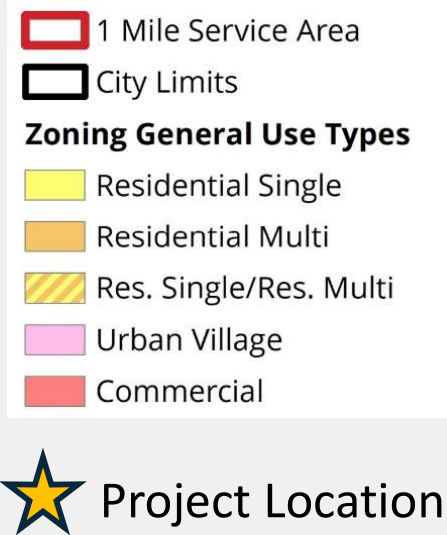 1 Mile Service Area
City Limits
Zoning General Use Types
Residential Single
Residential Multi
Res. Single/Res. Multi
Urban Village
Commercial
Project Location